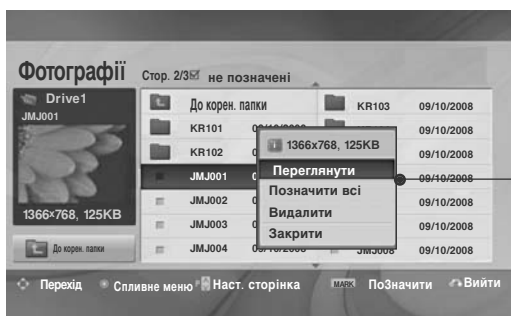 Фотографії Стор. 2/3 не позначені
Drive1
JMJ001
1366×768, 125KB
До корен. папки
До корен. папки
KR101
KR102
JMJ001
JMJ002
JMJ003
JMJ004
KR103 09/10/2008
09/10/2008
09/10/2008
09/10/2008
09/10/2008
09/10/2008
JMJ008 09/10/2008
1366x768, 125KB
Переглянути
Позначити всі
Видалити
Закрити
Перехід Спливне меню P Наст. сторінка MARK ПоЗначити Вийти